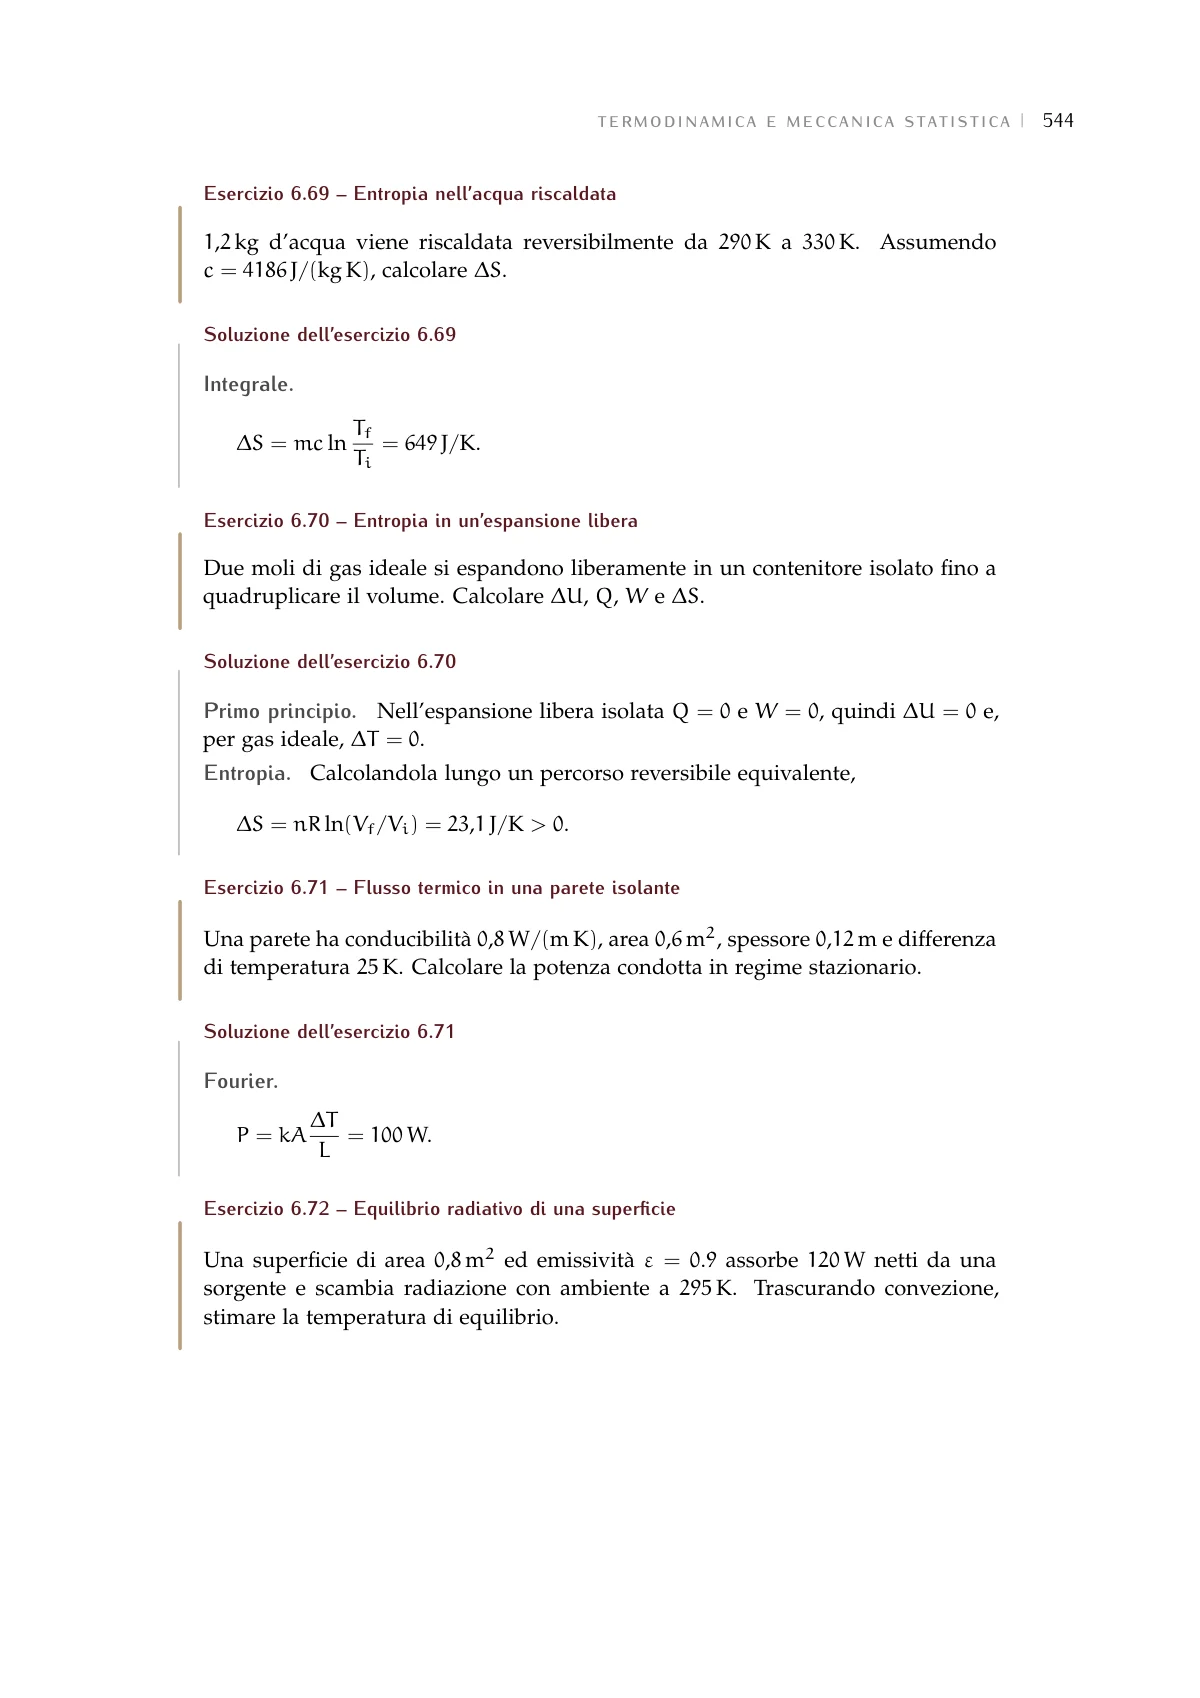 TERMODINAMICA E MECCANICA STATISTICA | 544
Esercizio 6.69 – Entropia nell'acqua riscaldata
1,2 kg d'acqua viene riscaldata reversibilmente da 290 K a 330 K. Assumendo
c = 4186 J/(kg K), calcolare ΔS.
Soluzione dell'esercizio 6.69
Integrale.
ΔS = mc ln T_f/T_i = 649 J/K.
Esercizio 6.70 – Entropia in un'espansione libera
Due moli di gas ideale si espandono liberamente in un contenitore isolato fino a
quadruplicare il volume. Calcolare ΔU, Q, W e ΔS.
Soluzione dell'esercizio 6.70
Primo principio. Nell'espansione libera isolata Q = 0 e W = 0, quindi ΔU = 0 e,
per gas ideale, ΔT = 0.
Entropia. Calcolandola lungo un percorso reversibile equivalente,
ΔS = nR ln(V_f/V_i) = 23,1 J/K > 0.
Esercizio 6.71 – Flusso termico in una parete isolante
Una parete ha conducibilità 0,8 W/(m K), area 0,6 m², spessore 0,12 m e differenza
di temperatura 25 K. Calcolare la potenza condotta in regime stazionario.
Soluzione dell'esercizio 6.71
Fourier.
P = kA ΔT/L = 100 W.
Esercizio 6.72 – Equilibrio radiativo di una superficie
Una superficie di area 0,8 m² ed emissività ε = 0.9 assorbe 120 W netti da una
sorgente e scambia radiazione con ambiente a 295 K. Trascurando convezione,
stimare la temperatura di equilibrio.